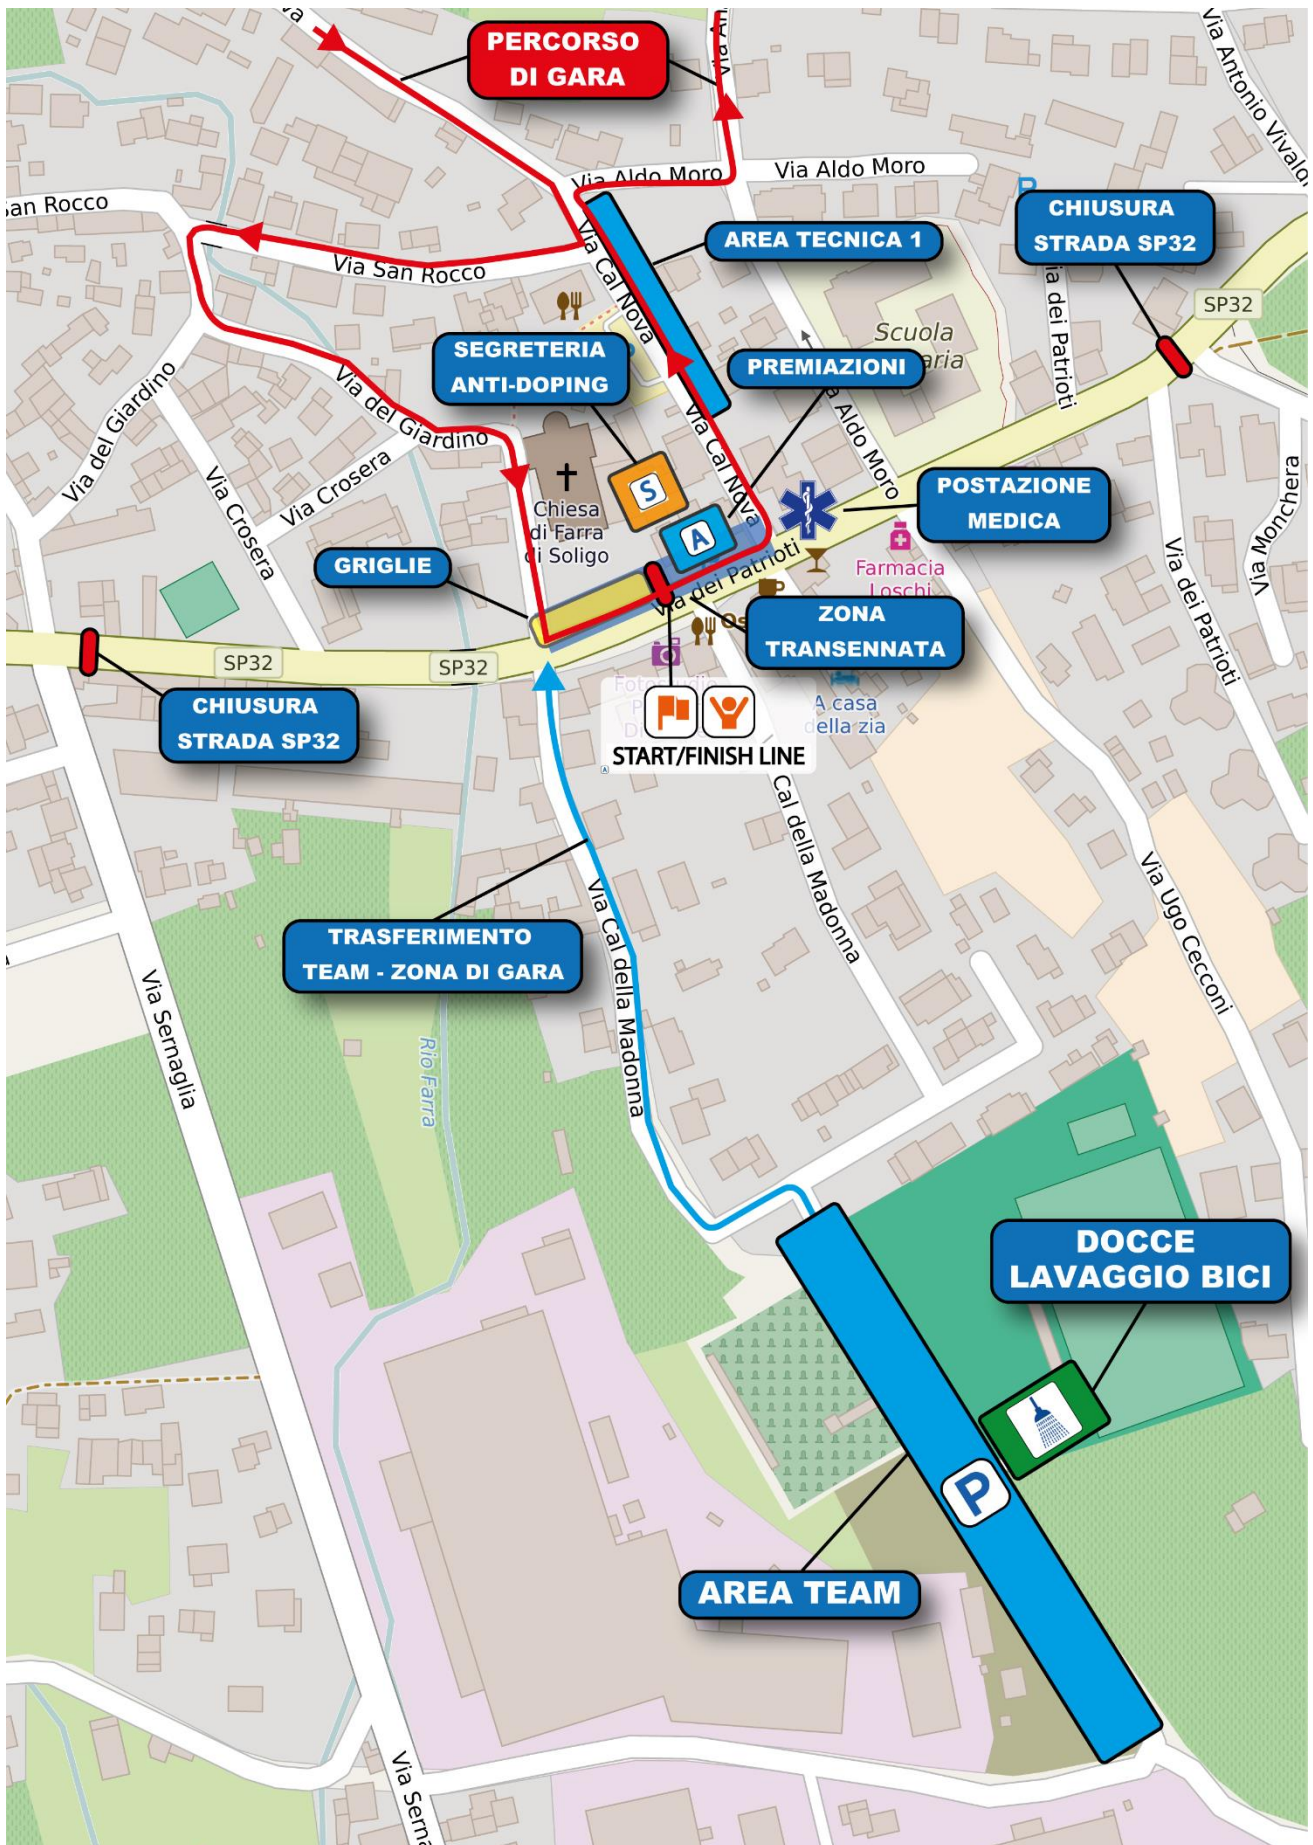 PERCORSO
DI GARA
Via Antonio Vivaldi
Via Aldo Moro
Via Aldo Moro
P
CHIUSURA
STRADA SP32
San Rocco
Via San Rocco
Via Cal Nova
AREA TECNICA 1
Via dei Patrioti
SP32
Scuola
SEGRETERIA
ANTI-DOPING
PREMIAZIONI
Via del Giardino
Via del Giardino
Via Cal Nova
Aldo Moro
Via Crosera
Via Crosera
S
A
Chiesa
di Farra
di Soligo
POSTAZIONE
MEDICA
Via Monchera
Via dei Patrioti
GRIGLIE
Via dei Patrioti
Farmacia
Loschi
ZONA
TRANSENNATA
SP32
SP32
CHIUSURA
STRADA SP32
A casa
della zia
START/FINISH LINE
A
Via Cal della Madonna
Cal della Madonna
Via Ugo Cecconi
TRASFERIMENTO
TEAM - ZONA DI GARA
Via Sernaglia
Rio Farra
DOCCE
LAVAGGIO BICI
P
AREA TEAM
Via Serna